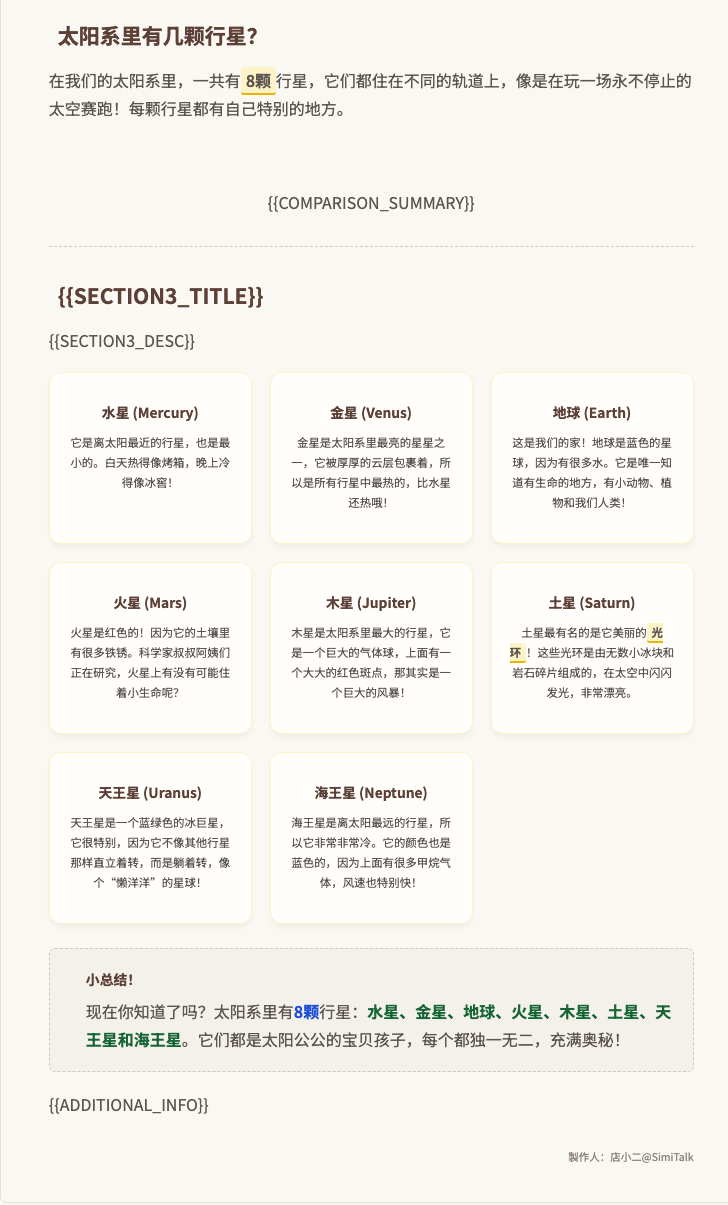 太阳系里有几颗行星？
在我们的太阳系里，一共有 8颗 行星，它们都住在不同的轨道上，像是在玩一场永不停止的
太空赛跑！每颗行星都有自己特别的地方。
{{COMPARISON_SUMMARY}}
{{SECTION3_TITLE}}
{{SECTION3_DESC}}
水星 (Mercury)
它是离太阳最近的行星，也是最
小的。白天热得像烤箱，晚上冷
得像冰窖！
金星 (Venus)
金星是太阳系里最亮的星星之
一，它被厚厚的云层包裹着，所
以是所有行星中最热的，比水星
还热哦！
地球 (Earth)
这是我们的家！地球是蓝色的星
球，因为有很多水。它是唯一知
道有生命的地方，有小动物、植
物和我们人类！
火星 (Mars)
火星是红色的！因为它的土壤里
有很多铁锈。科学家叔叔阿姨们
正在研究，火星上有没有可能住
着小生命呢？
木星 (Jupiter)
木星是太阳系里最大的行星，它
是一个巨大的气体球，上面有一
个大大的红色斑点，那其实是一
个巨大的风暴！
土星 (Saturn)
土星最有名的是它美丽的 光
环 ！这些光环是由无数小冰块和
岩石碎片组成的，在太空中闪闪
发光，非常漂亮。
天王星 (Uranus)
天王星是一个蓝绿色的冰巨星，
它很特别，因为它不像其他行星
那样直立着转，而是躺着转，像
个“懒洋洋”的星球！
海王星 (Neptune)
海王星是离太阳最远的行星，所
以它非常非常冷。它的颜色也是
蓝色的，因为上面有很多甲烷气
体，风速也特别快！
小总结！
现在你知道了吗？太阳系里有8颗行星：水星、金星、地球、火星、木星、土星、天
王星和海王星。它们都是太阳公公的宝贝孩子，每个都独一无二，充满奥秘！
{{ADDITIONAL_INFO}}
製作人：店小二@SimiTalk